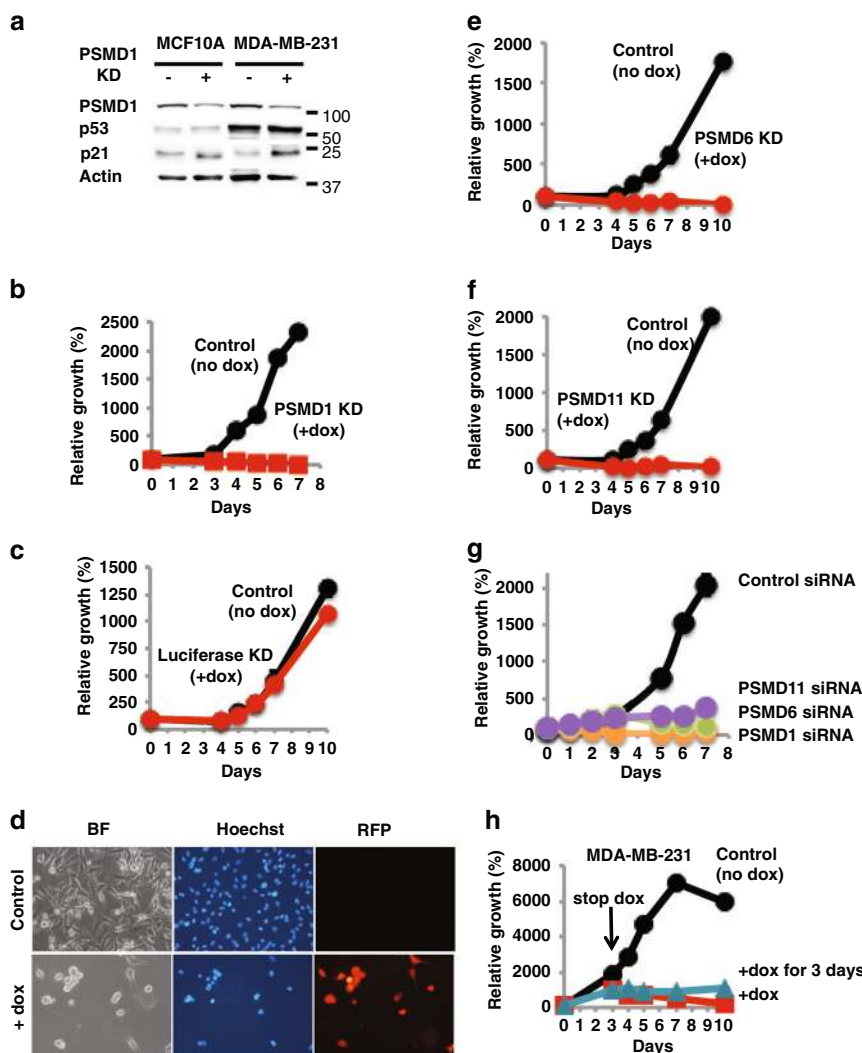 a
MCF10A MDA-MB-231
PSMD1
KD - + - +
PSMD1
p53
p21
Actin
100
50
25
37
b
Relative growth (%)
2500
2000
1500
1000
500
0
Control
(no dox)
PSMD1 KD
(+dox)
0 1 2 3 4 5 6 7 8
Days
c
Relative growth (%)
1500
1250
1000
750
500
250
0
Control
(no dox)
Luciferase KD
(+dox)
0 1 2 3 4 5 6 7 8 9 10
Days
d
BF Hoechst RFP
Control
+ dox
e
Relative growth (%)
2000
1500
1000
500
0
Control
(no dox)
PSMD6 KD
(+dox)
0 1 2 3 4 5 6 7 8 9 10
Days
f
Relative growth (%)
2000
1500
1000
500
0
Control
(no dox)
PSMD11 KD
(+dox)
0 1 2 3 4 5 6 7 8 9 10
Days
g
Relative growth (%)
2000
1500
1000
500
0
Control siRNA
PSMD11 siRNA
PSMD6 siRNA
PSMD1 siRNA
0 1 2 3 4 5 6 7 8
Days
h
Relative growth (%)
8000
6000
4000
2000
0
MDA-MB-231
Control
(no dox)
stop dox
+dox for 3 days
+dox
0 1 2 3 4 5 6 7 8 9 10
Days